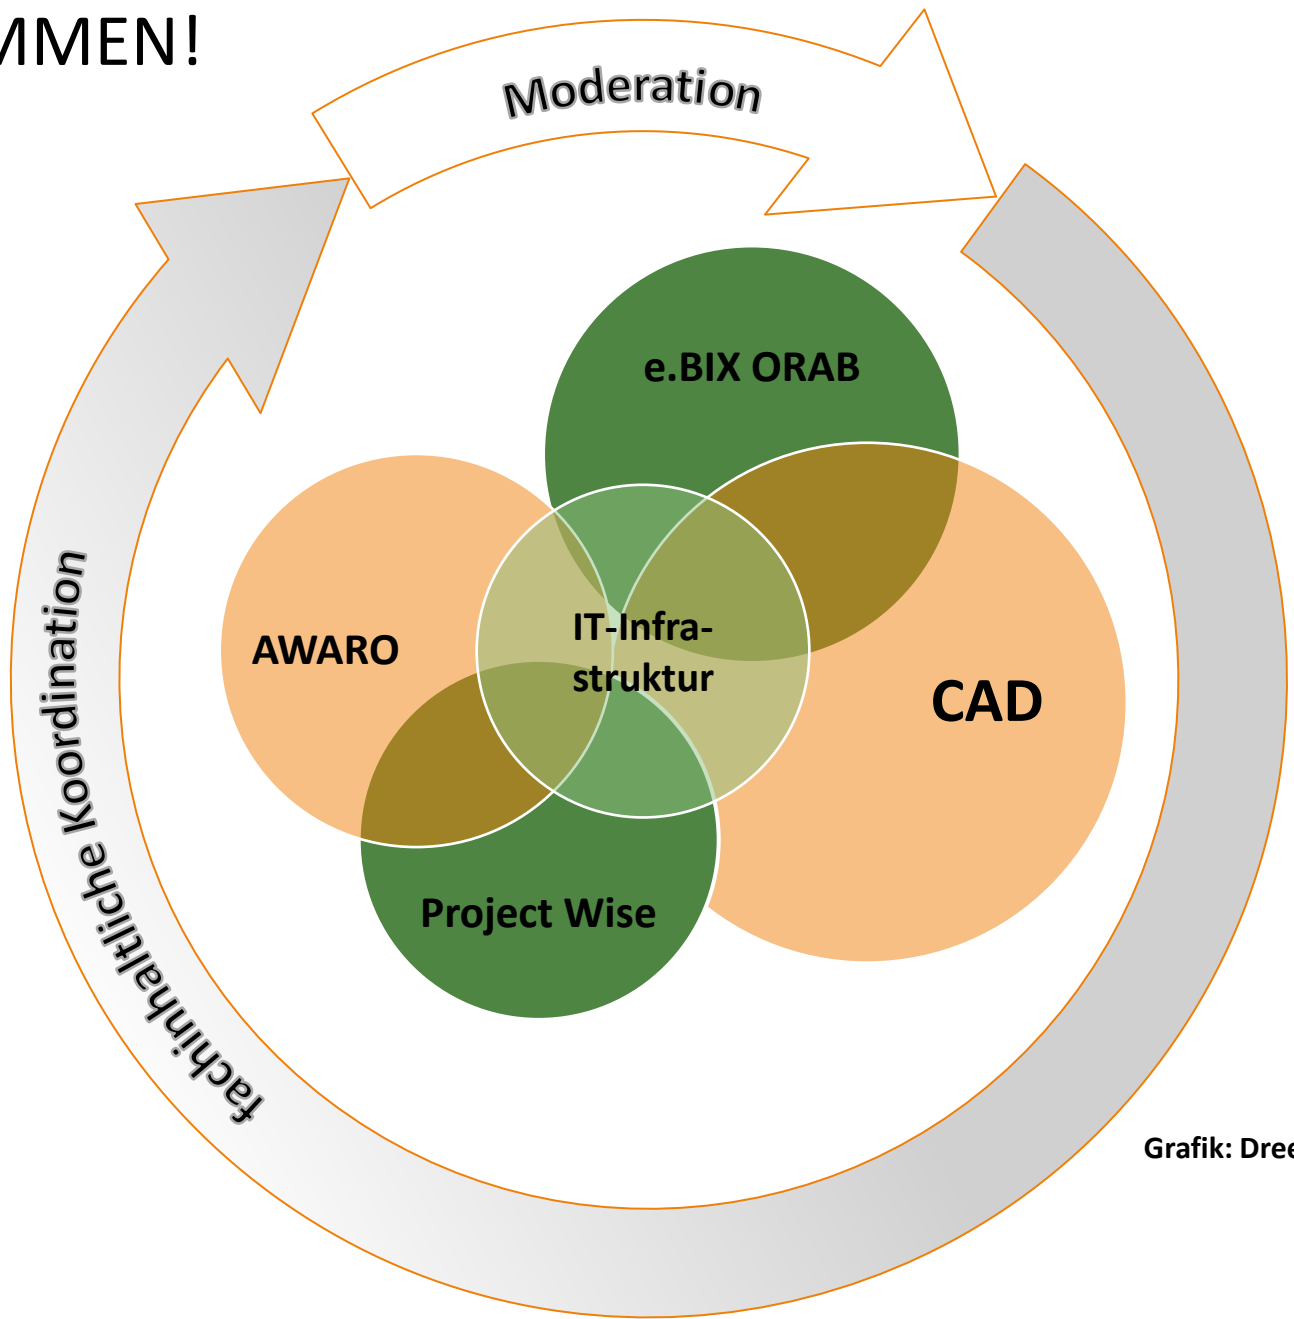 MMEN!
Moderation
e.BIX ORAB
IT-Infra-
struktur
AWARO
CAD
Project Wise
fachinhaltliche Koordination
Grafik: Dree